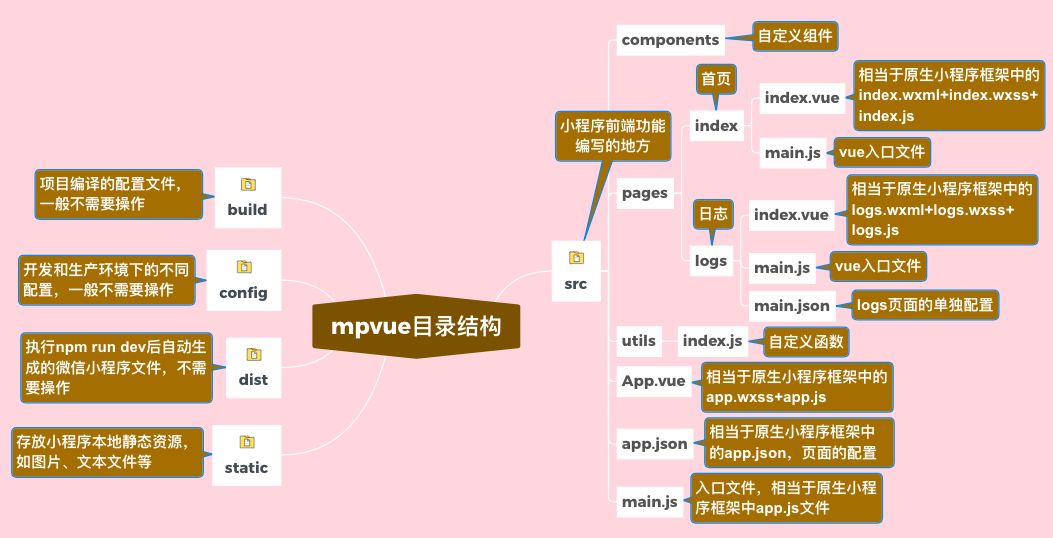 mpvue目录结构
build
项目编译的配置文件，
一般不需要操作
config
开发和生产环境下的不同
配置，一般不需要操作
dist
执行npm run dev后自动生
成的微信小程序文件，不需
要操作
static
存放小程序本地静态资源，
如图片、文本文件等
src
小程序前端功能
编写的地方
components
自定义组件
pages
index
首页
index.vue
相当于原生小程序框架中的
index.wxml+index.wxss+
index.js
main.js
vue入口文件
logs
日志
index.vue
相当于原生小程序框架中的
logs.wxml+logs.wxss+
logs.js
main.js
vue入口文件
main.json
logs页面的单独配置
utils
index.js
自定义函数
App.vue
相当于原生小程序框架中的
app.wxss+app.js
app.json
相当于原生小程序框架中
的app.json，页面的配置
main.js
入口文件，相当于原生小程
序框架中app.js文件